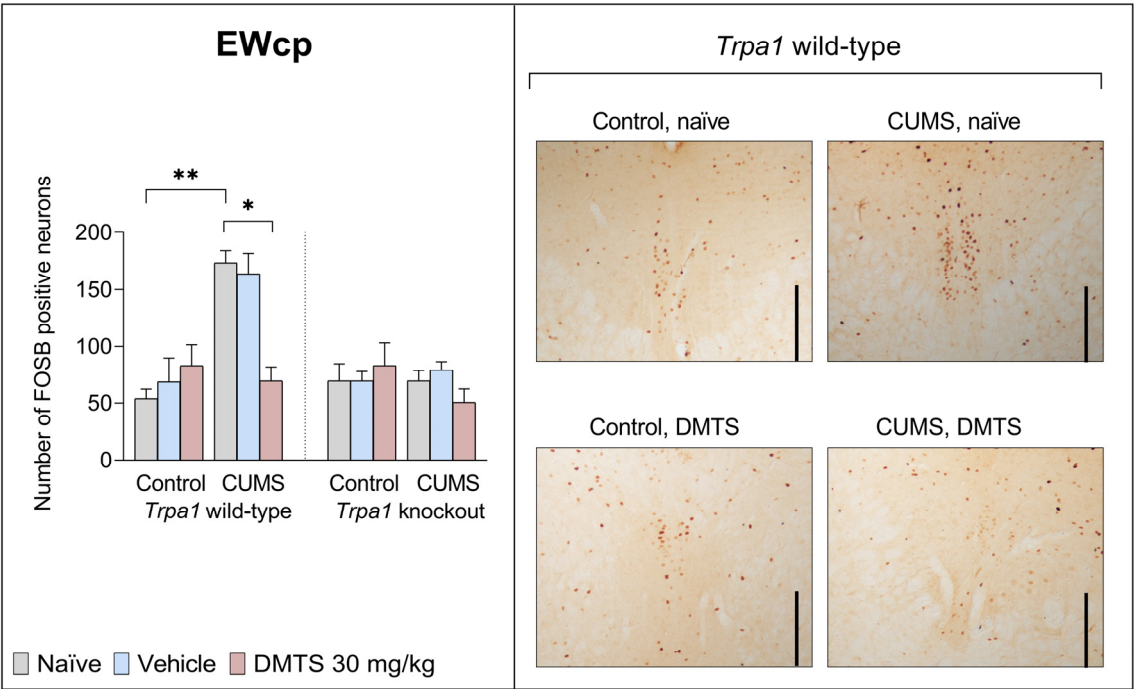 EWcp
Number of FOSB positive neurons
**
*
200
150
100
50
0
Control CUMS Control CUMS
Trpa1 wild-type Trpa1 knockout
Naïve Vehicle DMTS 30 mg/kg
Trpa1 wild-type
Control, naïve CUMS, naïve
Control, DMTS CUMS, DMTS